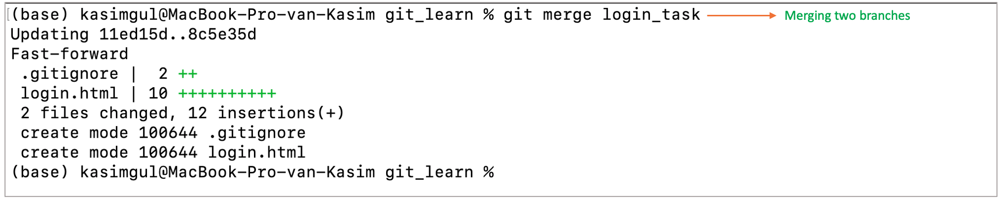 (base) kasimgul@MacBook-Pro-van-Kasim git_learn % git merge login_task Merging two branches
Updating 11ed15d..8c5e35d
Fast-forward
.gitignore | 2 ++
login.html | 10 ++++++++++
2 files changed, 12 insertions(+)
create mode 100644 .gitignore
create mode 100644 login.html
(base) kasimgul@MacBook-Pro-van-Kasim git_learn %